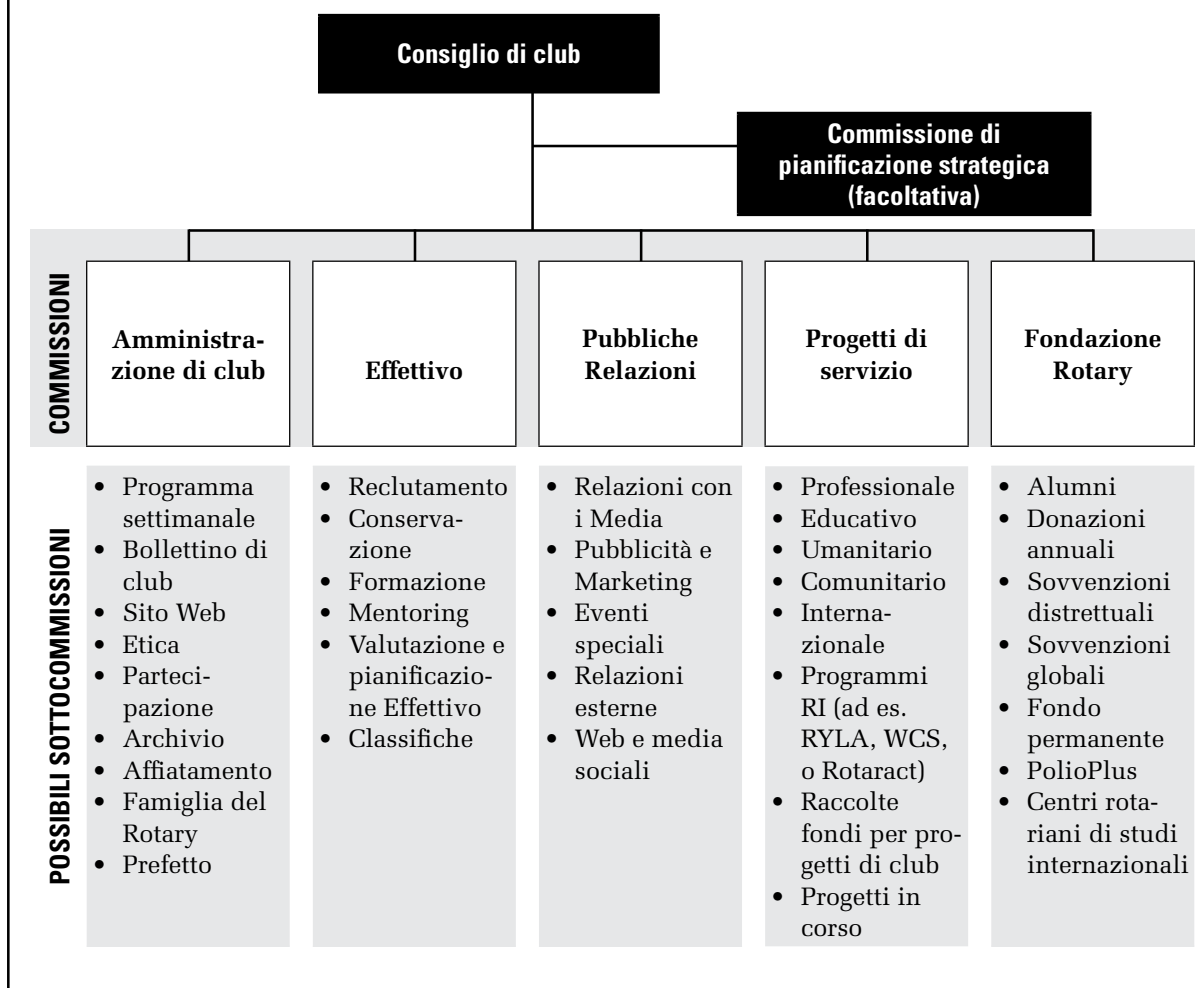 Consiglio di club
Commissione di
pianificazione strategica
(facoltativa)
COMMISSIONI
Amministra-
zione di club
Effettivo
Pubbliche
Relazioni
Progetti di
servizio
Fondazione
Rotary
POSSIBILI SOTTOCOMMISSIONI
• Programma
settimanale
• Bollettino di
club
• Sito Web
• Etica
• Parteci-
pazione
• Archivio
• Affiatamento
• Famiglia del
Rotary
• Prefetto
• Reclutamento
• Conserva-
zione
• Formazione
• Mentoring
• Valutazione e
pianificazio-
ne Effettivo
• Classifiche
• Relazioni con
i Media
• Pubblicità e
Marketing
• Eventi
speciali
• Relazioni
esterne
• Web e media
sociali
• Professionale
• Educativo
• Umanitario
• Comunitario
• Interna-
zionale
• Programmi
RI (ad es.
RYLA, WCS,
o Rotaract)
• Raccolte
fondi per pro-
getti di club
• Progetti in
corso
• Alumni
• Donazioni
annuali
• Sovvenzioni
distrettuali
• Sovvenzioni
globali
• Fondo
permanente
• PolioPlus
• Centri rota-
riani di studi
internazionali